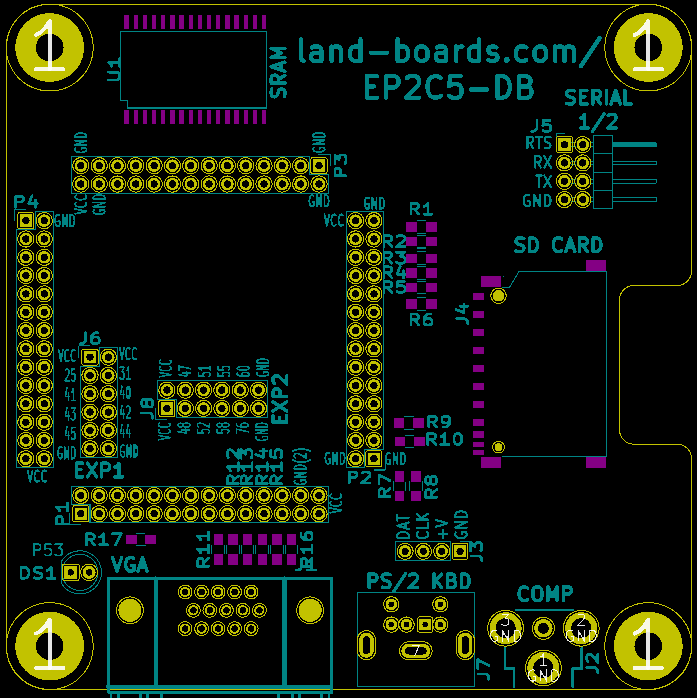 1
1
land-boards.com/
EP2C5-DB
U1
SRAM
SERIAL
1/2
J5
RTS
RX
TX
GND
GND
GND
P3
VCC
GND
GND
P4
GND
VCC
GND
R1
R2
R3
R4
R5
R6
SD CARD
J4
J6
VCC
VCC
25
31
41
40
43
42
45
44
GND
GND
EXP1
VCC
47
51
55
60
GND
J8
EXP2
VCC
48
52
58
76
GND
R9
R10
VCC
GND
GND
P2
R12
R13
R14
R15
GND(2)
VCC
P1
R7
R8
R17
R11
R16
J1
P53
DS1
VGA
DAT
CLK
+V
GND
J3
PS/2 KBD
7
J7
COMP
3
GND
2
GND
1
GND
J2
1
1